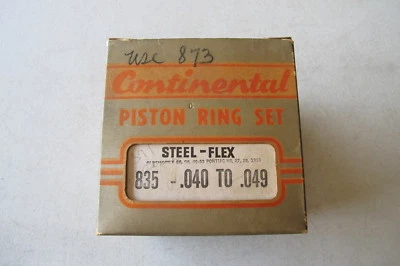 use 873
Continental
PISTON RING SET
STEEL-FLEX
835 - .040 TO .049